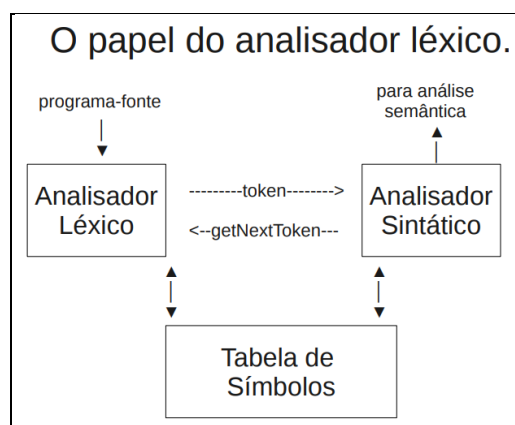 O papel do analisador léxico.
programa-fonte
para análise
semântica
Analisador
Léxico
---------token-------->
<--getNextToken---
Analisador
Sintático
Tabela de
Símbolos